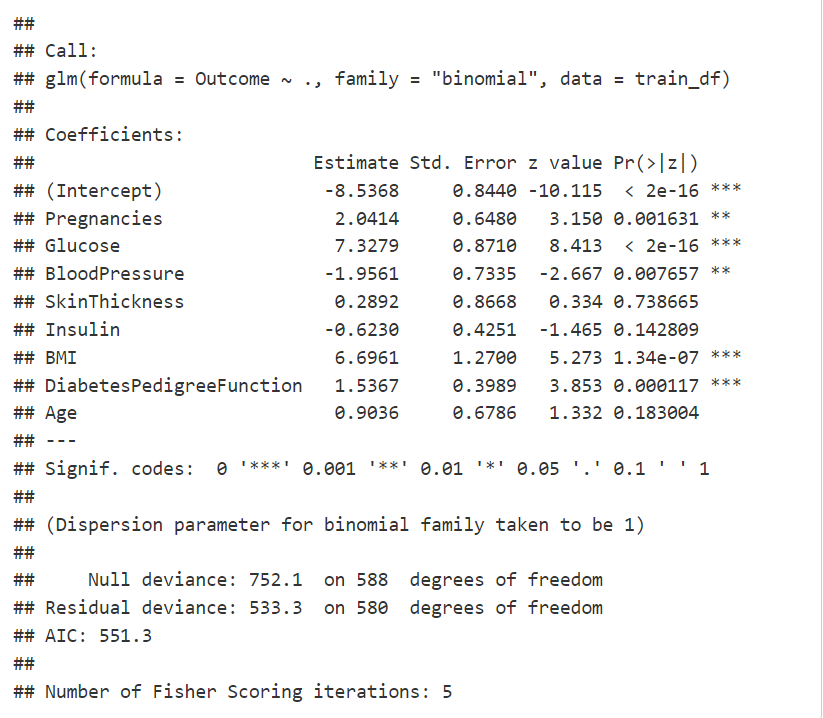 ##
## Call:
## glm(formula = Outcome ~ ., family = "binomial", data = train_df)
##
## Coefficients:
##                          Estimate Std. Error z value Pr(>|z|)
## (Intercept)               -8.5368     0.8440 -10.115  < 2e-16 ***
## Pregnancies                2.0414     0.6480   3.150 0.001631 **
## Glucose                    7.3279     0.8710   8.413  < 2e-16 ***
## BloodPressure             -1.9561     0.7335  -2.667 0.007657 **
## SkinThickness              0.2892     0.8668   0.334 0.738665
## Insulin                   -0.6230     0.4251  -1.465 0.142809
## BMI                        6.6961     1.2700   5.273 1.34e-07 ***
## DiabetesPedigreeFunction   1.5367     0.3989   3.853 0.000117 ***
## Age                        0.9036     0.6786   1.332 0.183004
## ---
## Signif. codes:  0 '***' 0.001 '**' 0.01 '*' 0.05 '.' 0.1 ' ' 1
##
## (Dispersion parameter for binomial family taken to be 1)
##
##     Null deviance: 752.1  on 588  degrees of freedom
## Residual deviance: 533.3  on 580  degrees of freedom
## AIC: 551.3
##
## Number of Fisher Scoring iterations: 5